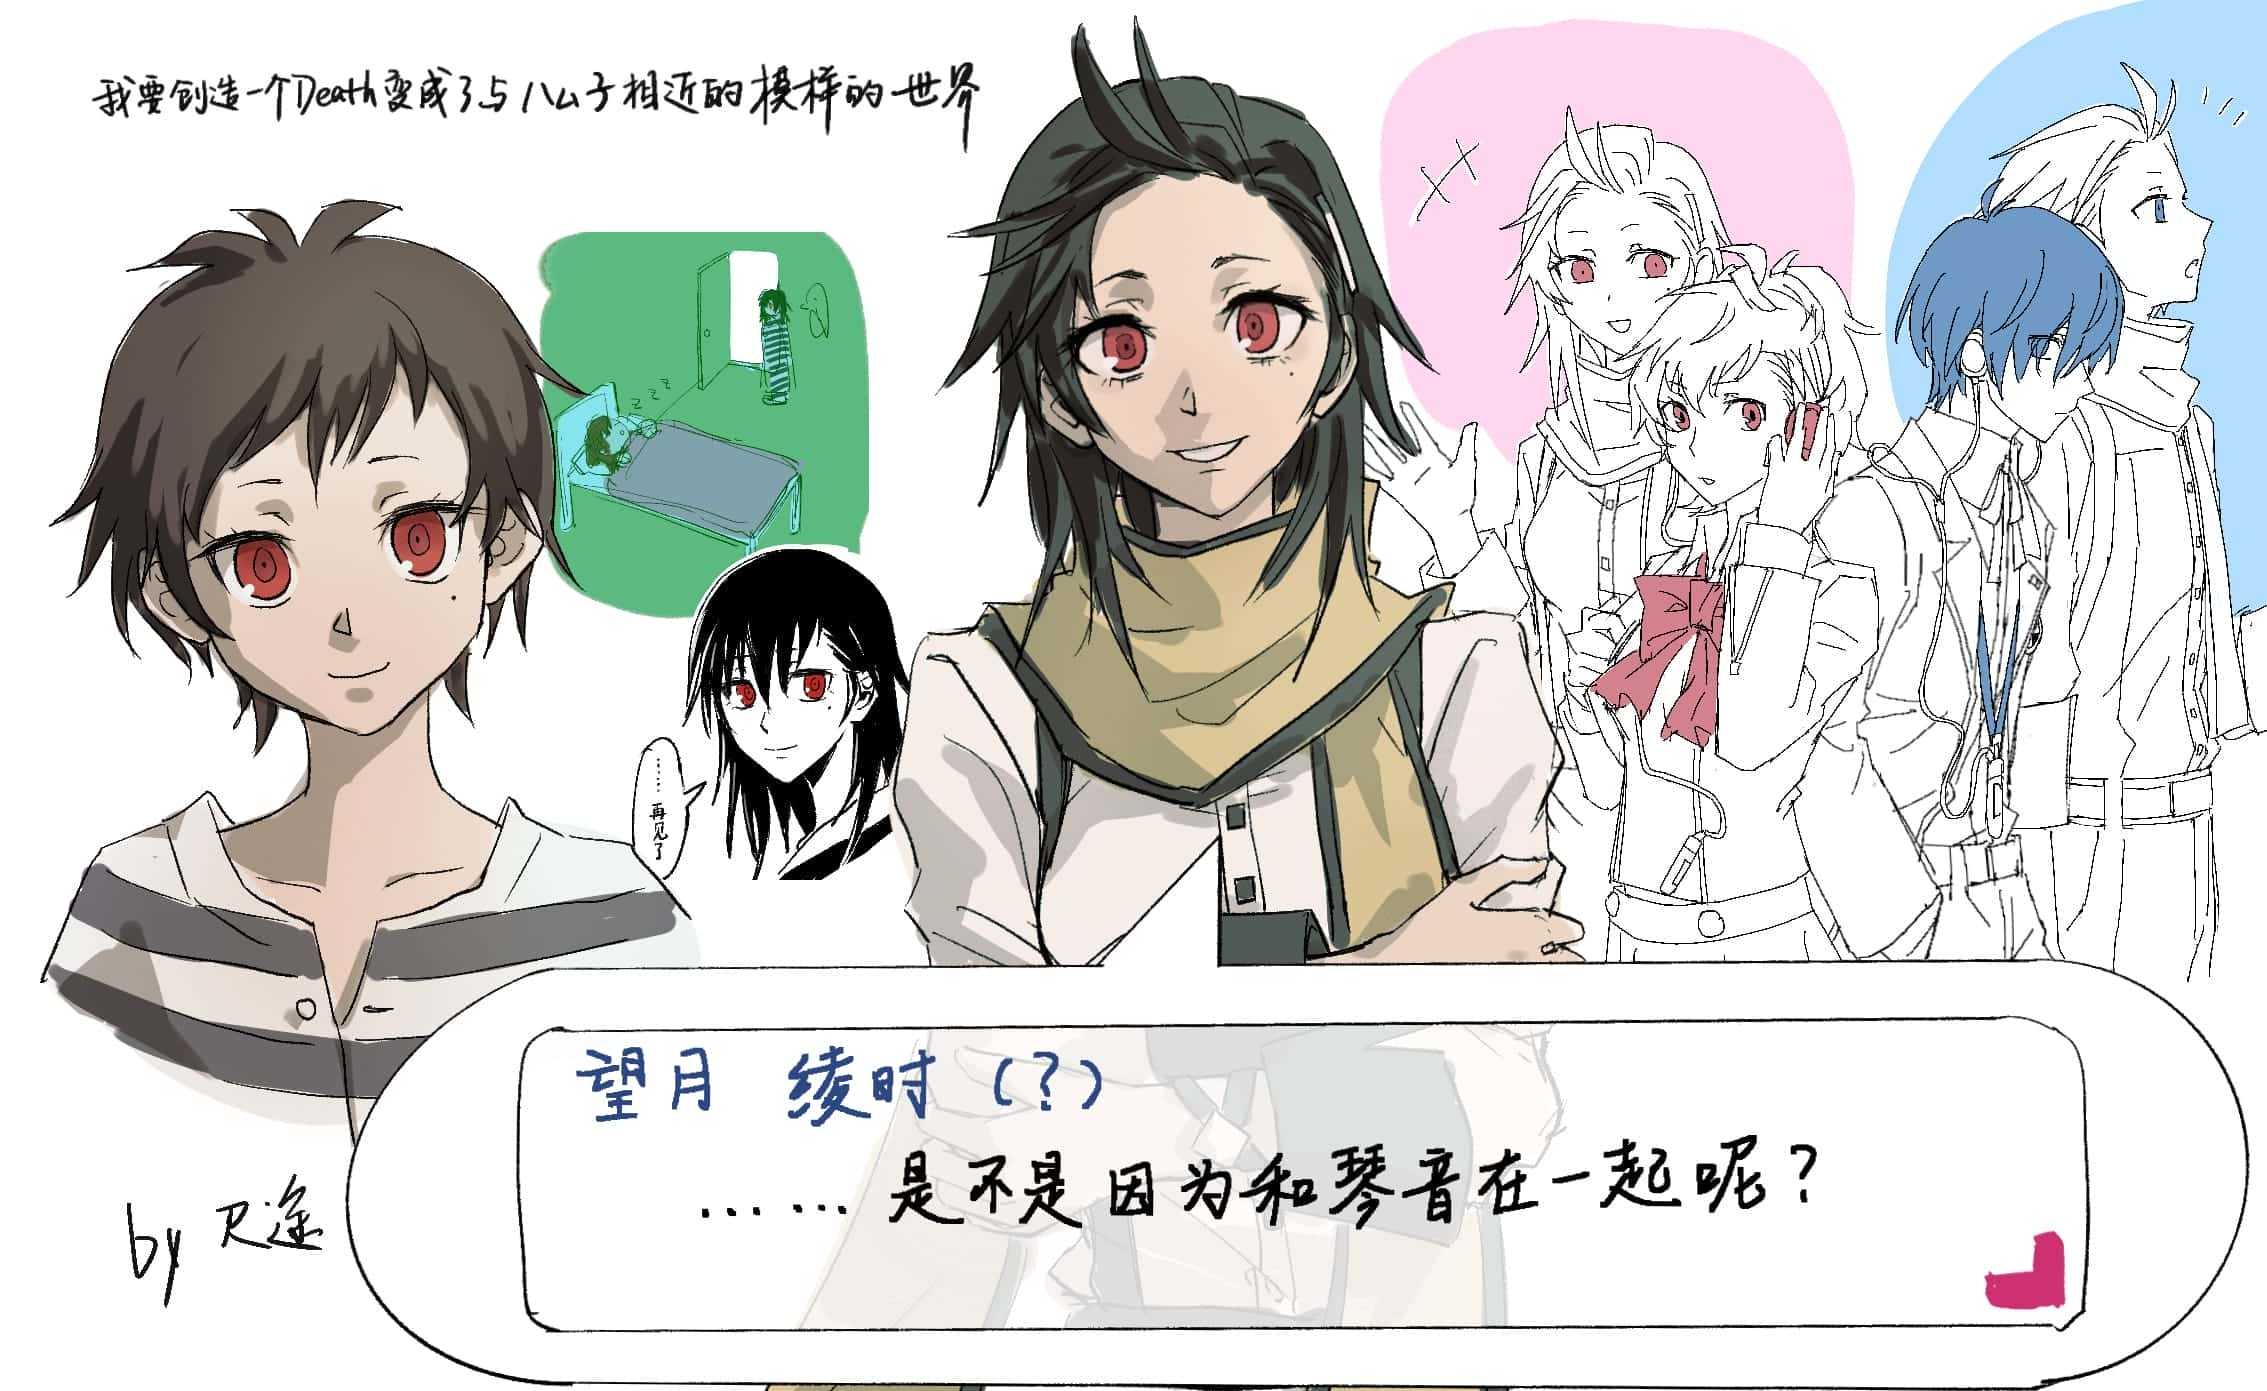 我要创造一个Death变成了与ハム子相近的模样的世界
z z z
……再见了
望月 绫时（？）
……是不是因为和琴音在一起呢？
by 尺途